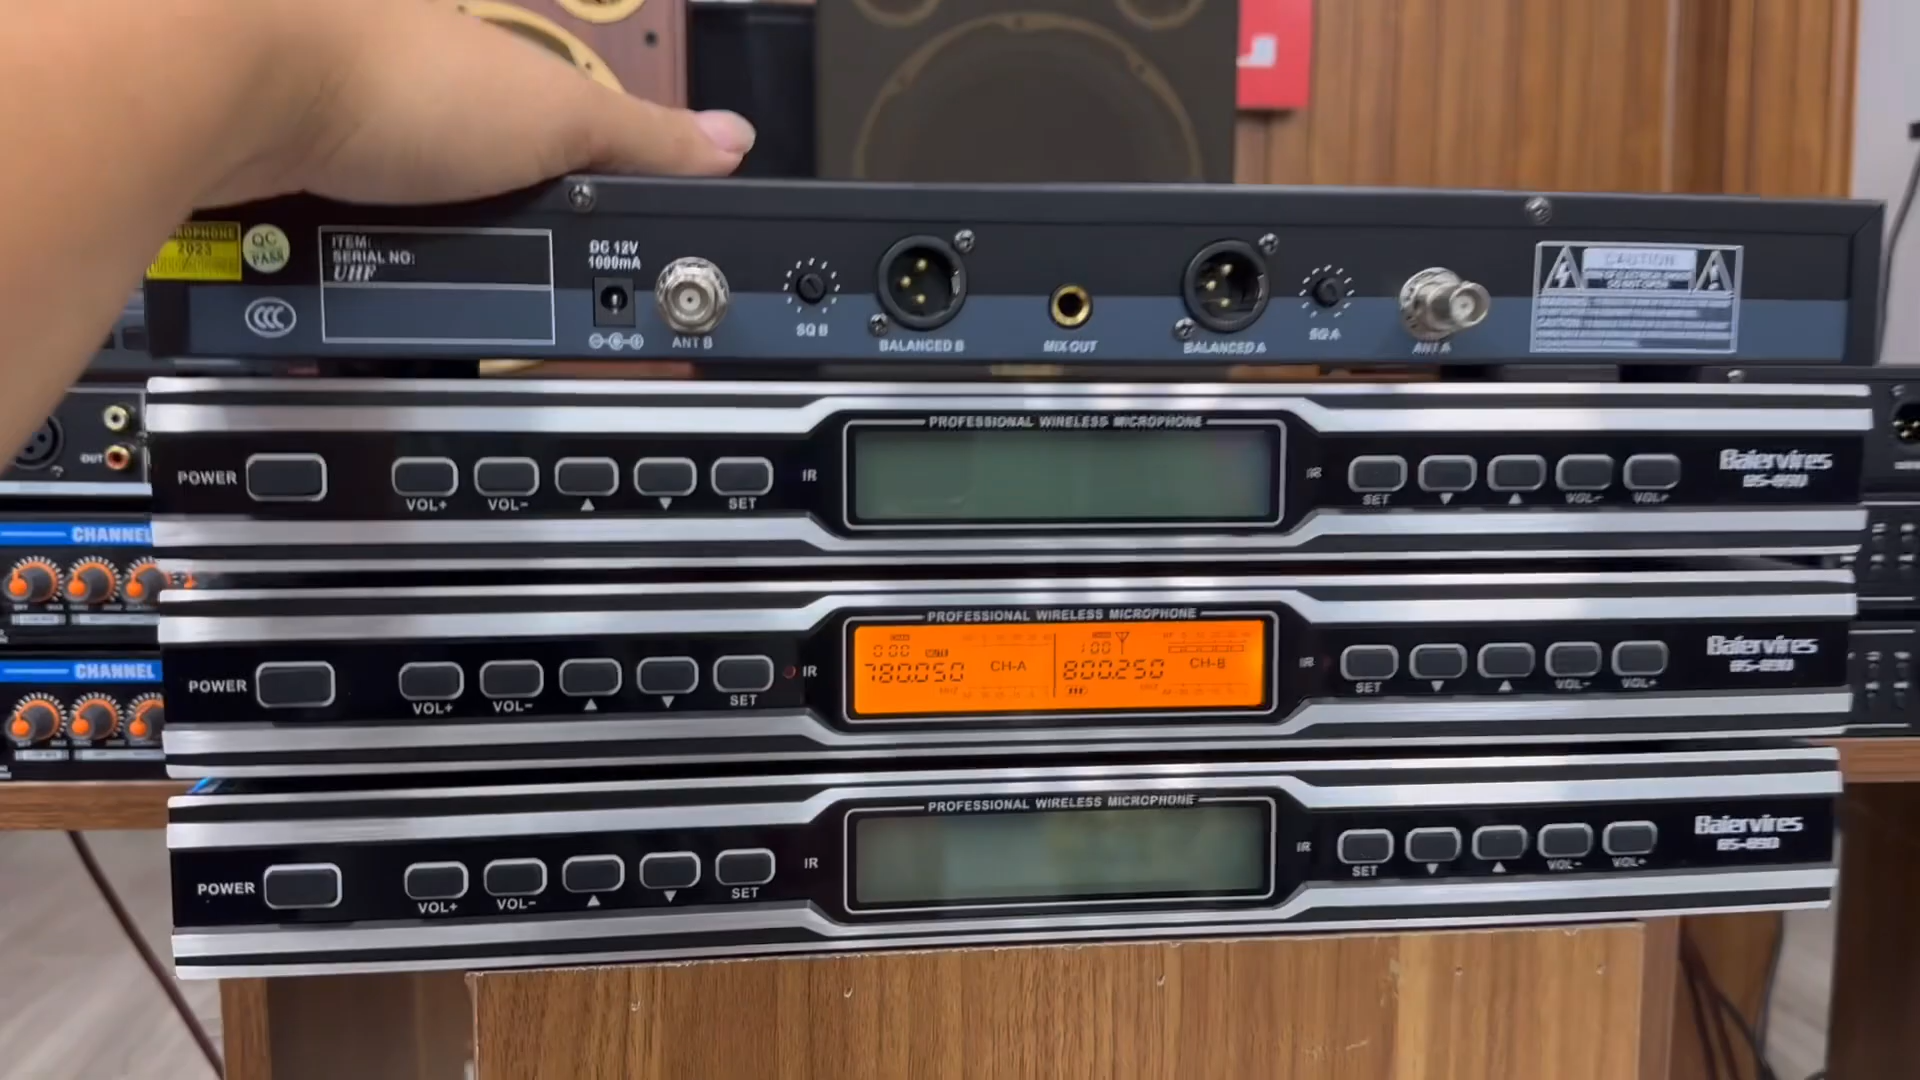 2023
QC
PASS
ITEM:
SERIAL NO:
UHF
DC 12V
1000mA
ANT B
SQ B
BALANCED B
MIX OUT
BALANCED A
SQ A
ANT A
CAUTION
OUT
PROFESSIONAL WIRELESS MICROPHONE
POWER
VOL+
VOL-
▲
▼
SET
IR
IR
SET
▼
▲
VOL-
VOL+
Baiervires
CHANNEL
PROFESSIONAL WIRELESS MICROPHONE
POWER
VOL+
VOL-
▲
▼
SET
IR
000
780.050
CH-A
100
800.250
CH-B
IR
SET
▼
▲
VOL-
VOL+
Baiervires
CHANNEL
PROFESSIONAL WIRELESS MICROPHONE
POWER
VOL+
VOL-
▲
▼
SET
IR
IR
SET
▼
▲
VOL-
VOL+
Baiervires